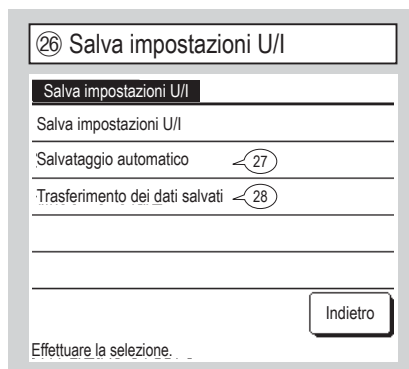 ㉖ Salva impostazioni U/I
Salva impostazioni U/I
Salva impostazioni U/I
Salvataggio automatico 27
Trasferimento dei dati salvati 28
Indietro
Effettuare la selezione.